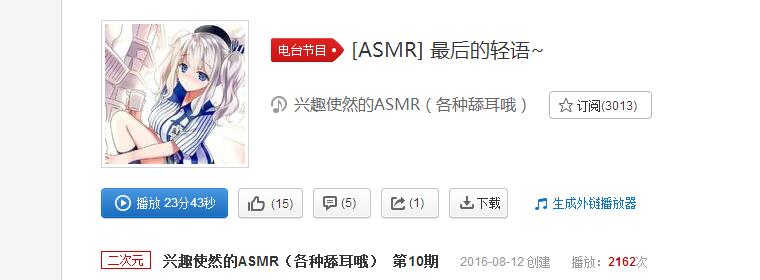 电台节目 [ASMR] 最后的轻语~
兴趣使然的ASMR（各种舔耳哦） 订阅(3013)
播放 23分43秒 (15) (5) (1) 下载 生成外链播放器
二次元 兴趣使然的ASMR（各种舔耳哦） 第10期 2016-08-12 创建 播放：2162次